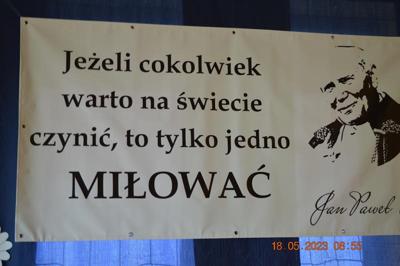 Jeżeli cokolwiek
warto na świecie
czynić, to tylko jedno
MIŁOWAĆ
Jan Paweł
18.05.2023 08:55